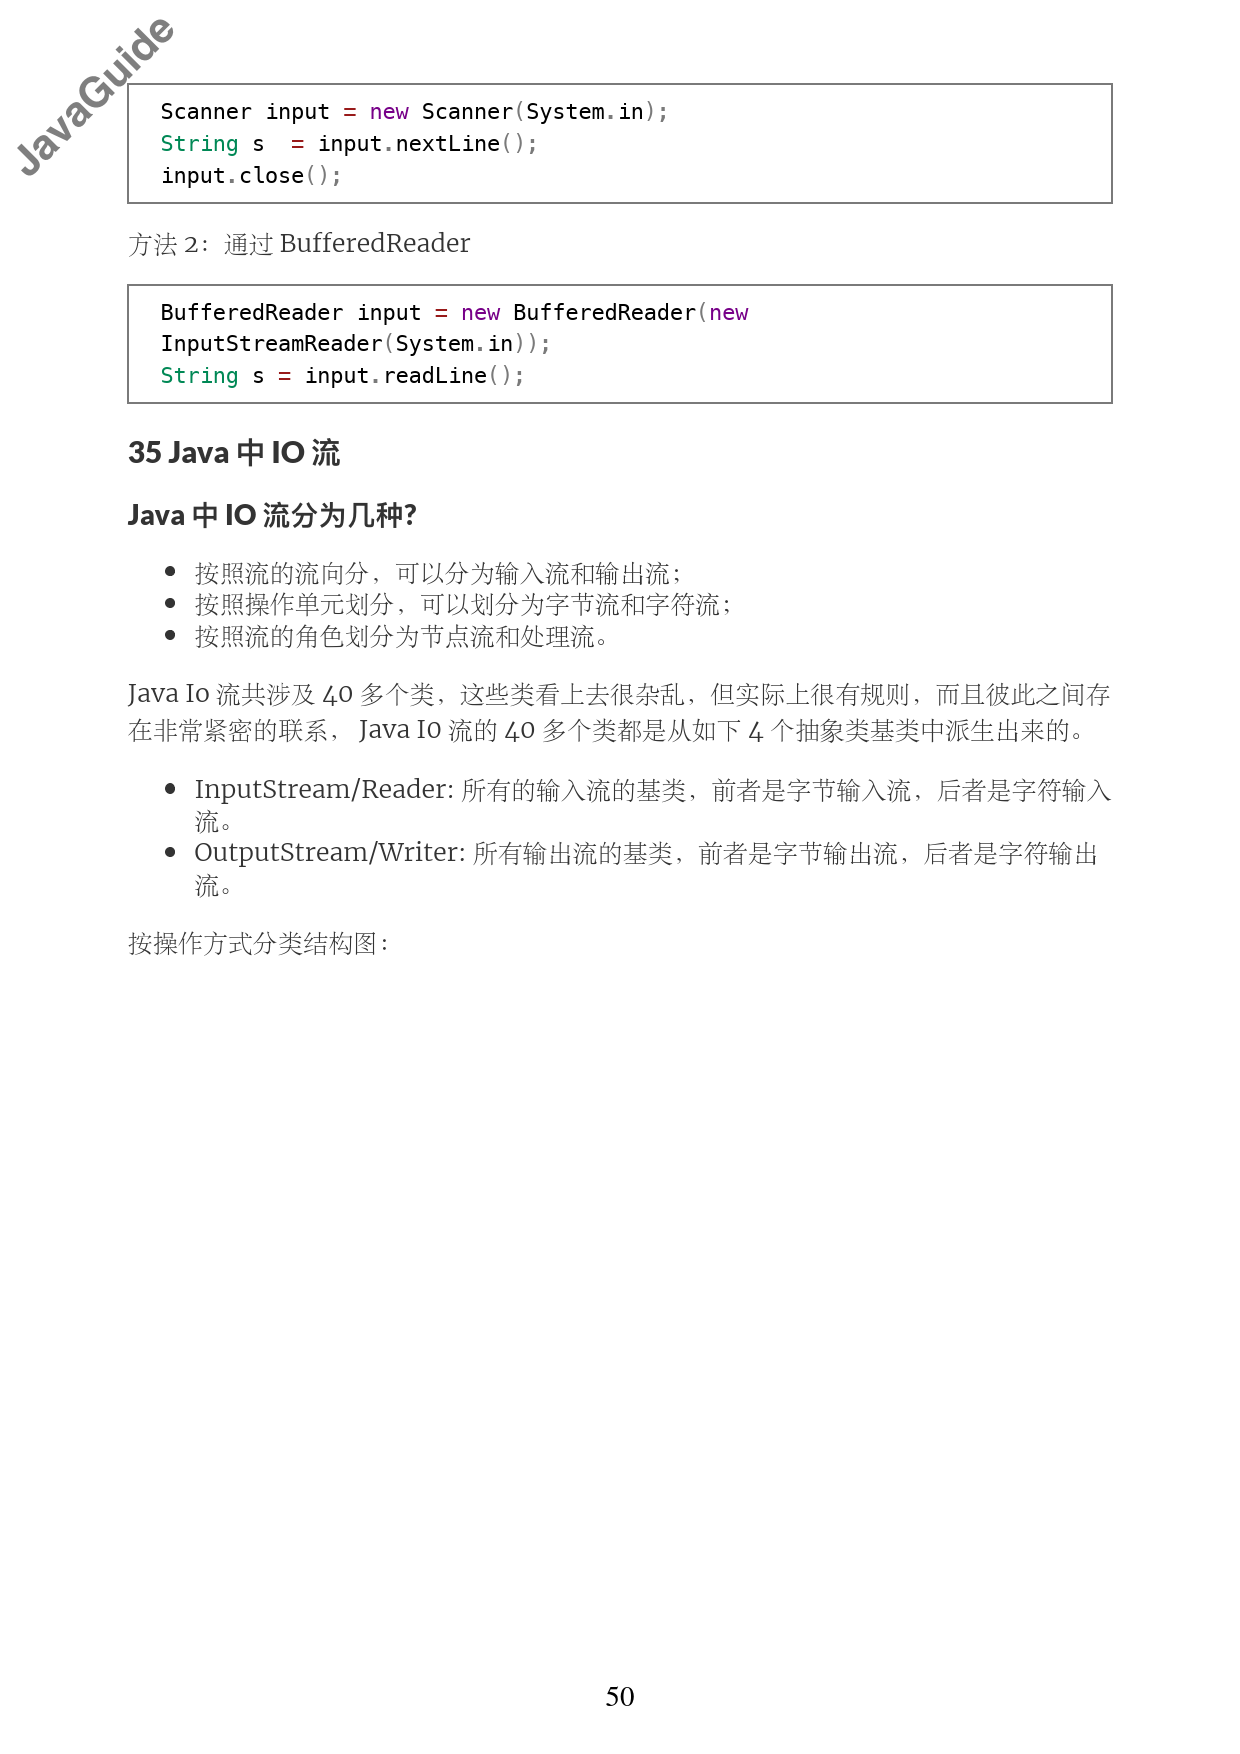 JavaGuide
Scanner input = new Scanner(System.in);
String s  = input.nextLine();
input.close();
方法 2：通过 BufferedReader
BufferedReader input = new BufferedReader(new
InputStreamReader(System.in));
String s = input.readLine();
35 Java 中 IO 流
Java 中 IO 流分为几种?
• 按照流的流向分，可以分为输入流和输出流；
• 按照操作单元划分，可以划分为字节流和字符流；
• 按照流的角色划分为节点流和处理流。
Java Io 流共涉及 40 多个类，这些类看上去很杂乱，但实际上很有规则，而且彼此之间存
在非常紧密的联系， Java I0 流的 40 多个类都是从如下 4 个抽象类基类中派生出来的。
• InputStream/Reader: 所有的输入流的基类，前者是字节输入流，后者是字符输入
流。
• OutputStream/Writer: 所有输出流的基类，前者是字节输出流，后者是字符输出
流。
按操作方式分类结构图：
50